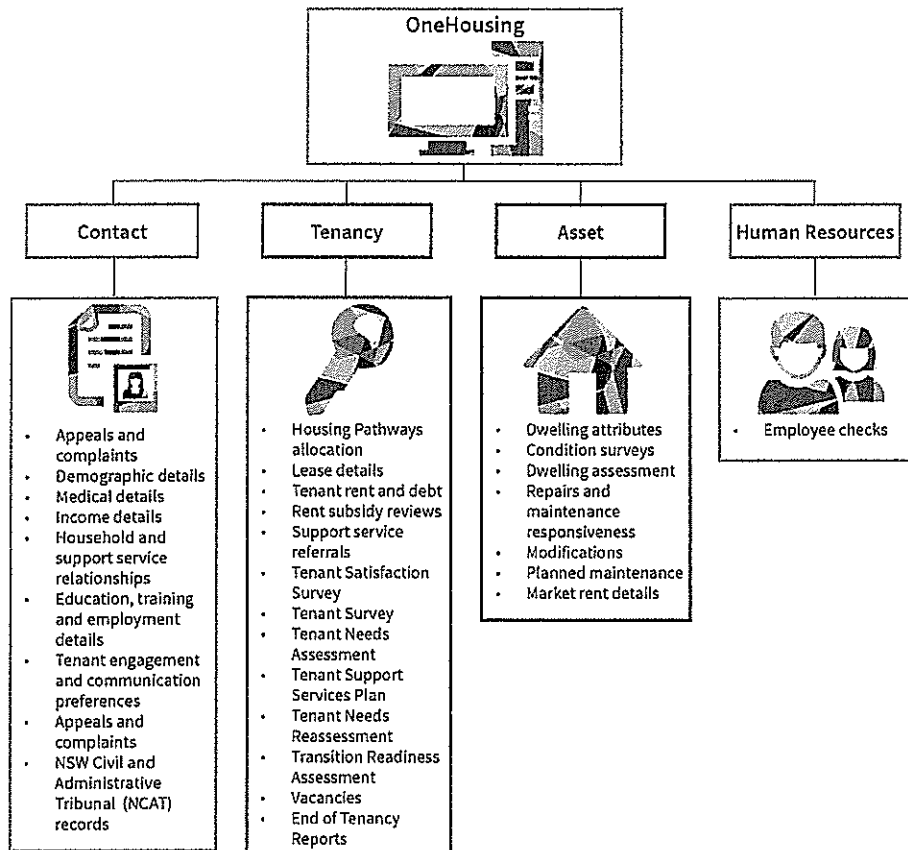 OneHousing
Contact
Tenancy
Asset
Human Resources
• Appeals and
complaints
• Demographic details
• Medical details
• Income details
• Household and
support service
relationships
• Education, training
and employment
details
• Tenant engagement
and communication
preferences
• Appeals and
complaints
• NSW Civil and
Administrative
Tribunal (NCAT)
records
• Housing Pathways
allocation
• Lease details
• Tenant rent and debt
• Rent subsidy reviews
• Support service
referrals
• Tenant Satisfaction
Survey
• Tenant Survey
• Tenant Needs
Assessment
• Tenant Support
Services Plan
• Tenant Needs
Reassessment
• Transition Readiness
Assessment
• Vacancies
• End of Tenancy
Reports
• Dwelling attributes
• Condition surveys
• Dwelling assessment
• Repairs and
maintenance
responsiveness
• Modifications
• Planned maintenance
• Market rent details
• Employee checks